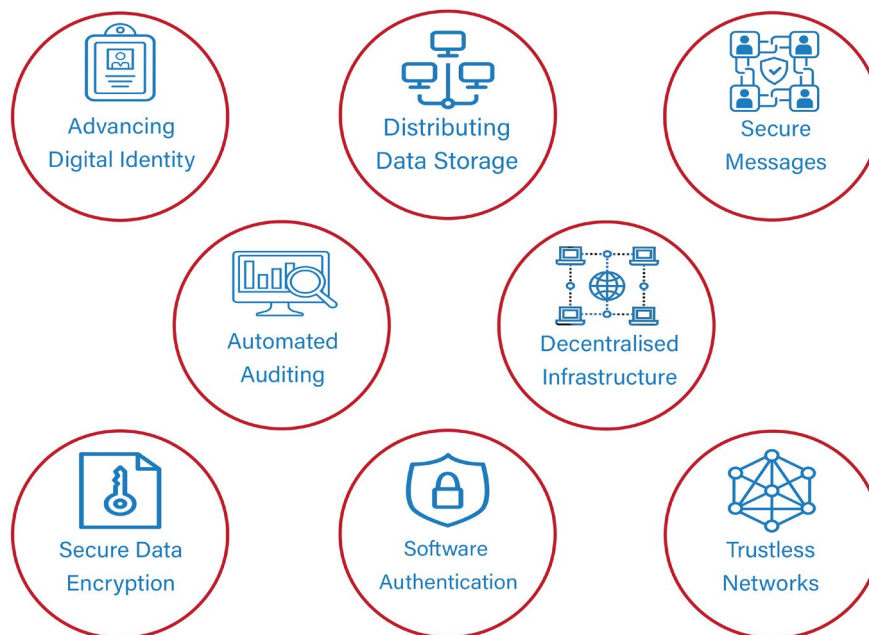 Advancing
Digital Identity
Distributing
Data Storage
Secure
Messages
Automated
Auditing
Decentralised
Infrastructure
Secure Data
Encryption
Software
Authentication
Trustless
Networks